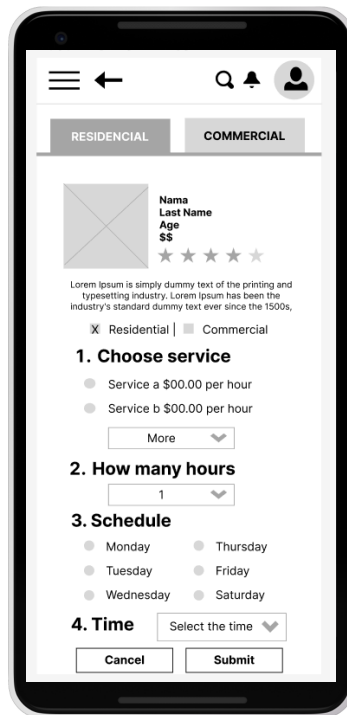 RESIDENCIAL COMMERCIAL
Nama
Last Name
Age
$$
Lorem Ipsum is simply dummy text of the printing and
typesetting industry. Lorem Ipsum has been the
industry's standard dummy text ever since the 1500s,
X Residential | Commercial
1. Choose service
Service a $00.00 per hour
Service b $00.00 per hour
More
2. How many hours
1
3. Schedule
Monday Thursday
Tuesday Friday
Wednesday Saturday
4. Time Select the time
Cancel Submit